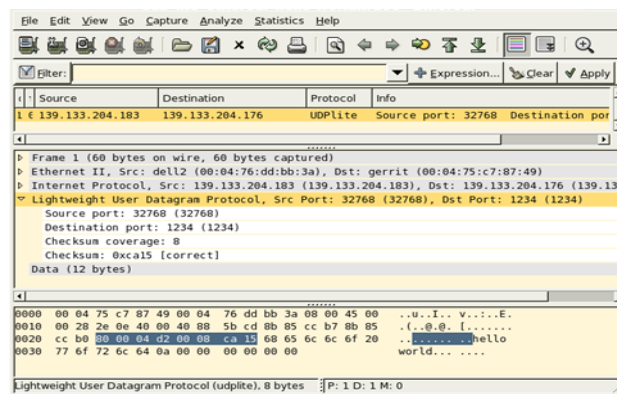 File Edit View Go Capture Analyze Statistics Help
Filter: Expression... Clear Apply
Source Destination Protocol Info
139.133.204.183 139.133.204.176 UDPlite Source port: 32768 Destination por
Frame 1 (60 bytes on wire, 60 bytes captured)
Ethernet II, Src: dell2 (00:04:76:dd:bb:3a), Dst: gerrit (00:04:75:c7:87:49)
Internet Protocol, Src: 139.133.204.183 (139.133.204.183), Dst: 139.133.204.176 (139.13
Lightweight User Datagram Protocol, Src Port: 32768 (32768), Dst Port: 1234 (1234)
Source port: 32768 (32768)
Destination port: 1234 (1234)
Checksum coverage: 8
Checksum: 0xca15 [correct]
Data (12 bytes)
0000 00 04 75 c7 87 49 00 04 76 dd bb 3a 08 00 45 00 ..u..I.. v..:..E.
0010 00 28 2e 0e 40 00 40 88 5b cd 8b 85 cc b7 8b 85 .(..@.@. [.......
0020 cc b0 80 00 04 d2 00 08 ca 15 68 65 6c 6c 6f 20 ........ ..hello
0030 77 6f 72 6c 64 0a 00 00 00 00 00 00 world... ....
Lightweight User Datagram Protocol (udplite), 8 bytes P: 1 D: 1 M: 0